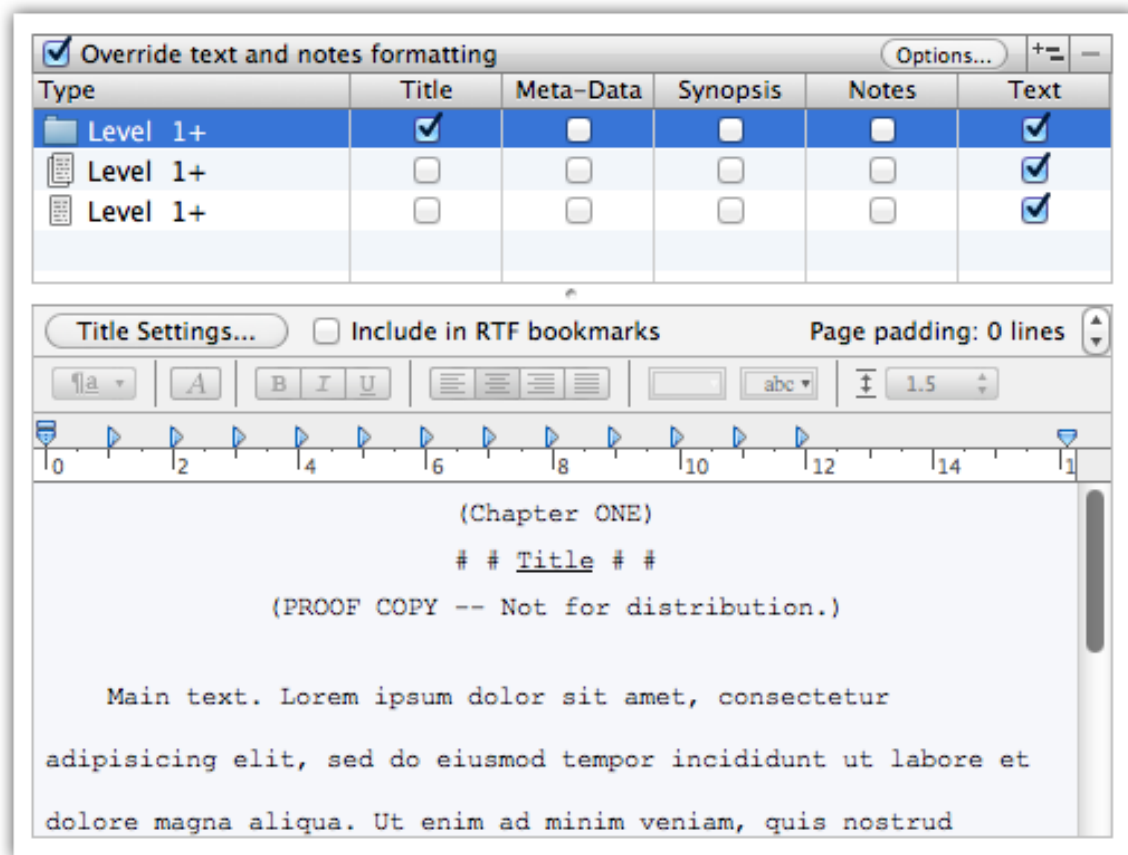 Override text and notes formatting Options...
Type Title Meta-Data Synopsis Notes Text
Level 1+
Level 1+
Level 1+
Title Settings... Include in RTF bookmarks Page padding: 0 lines
¶a A B I U abc 1.5
0 2 4 6 8 10 12 14 1
(Chapter ONE)
# # Title # #
(PROOF COPY -- Not for distribution.)
Main text. Lorem ipsum dolor sit amet, consectetur
adipisicing elit, sed do eiusmod tempor incididunt ut labore et
dolore magna aliqua. Ut enim ad minim veniam, quis nostrud